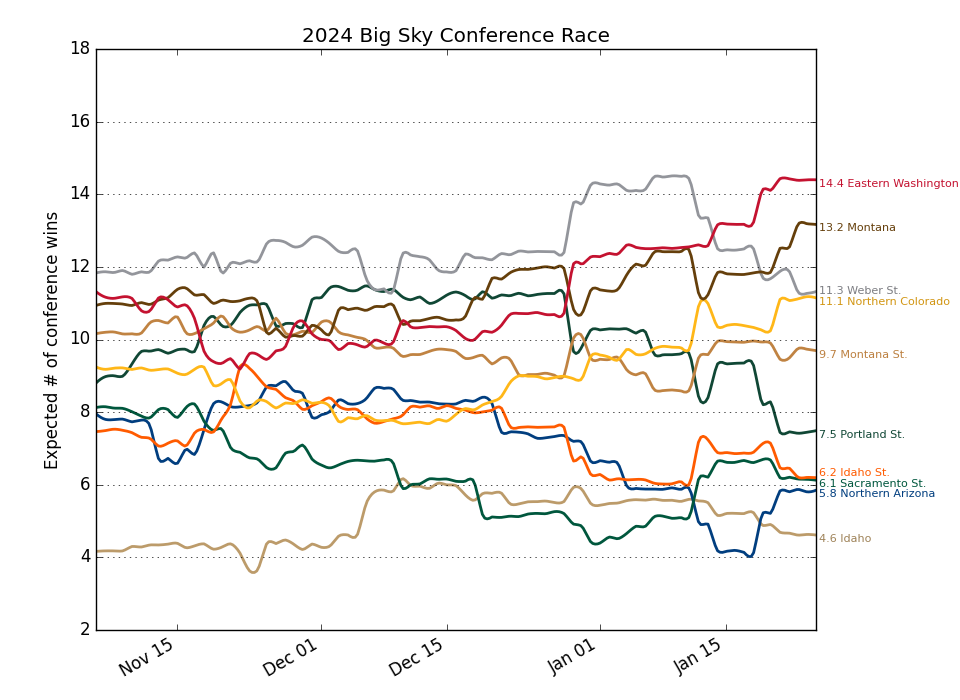 2024 Big Sky Conference Race
Expected # of conference wins
18
16
14
12
10
8
6
4
2
14.4 Eastern Washington
13.2 Montana
11.3 Weber St.
11.1 Northern Colorado
9.7 Montana St.
7.5 Portland St.
6.2 Idaho St.
6.1 Sacramento St.
5.8 Northern Arizona
4.6 Idaho
Nov 15
Dec 01
Dec 15
Jan 01
Jan 15